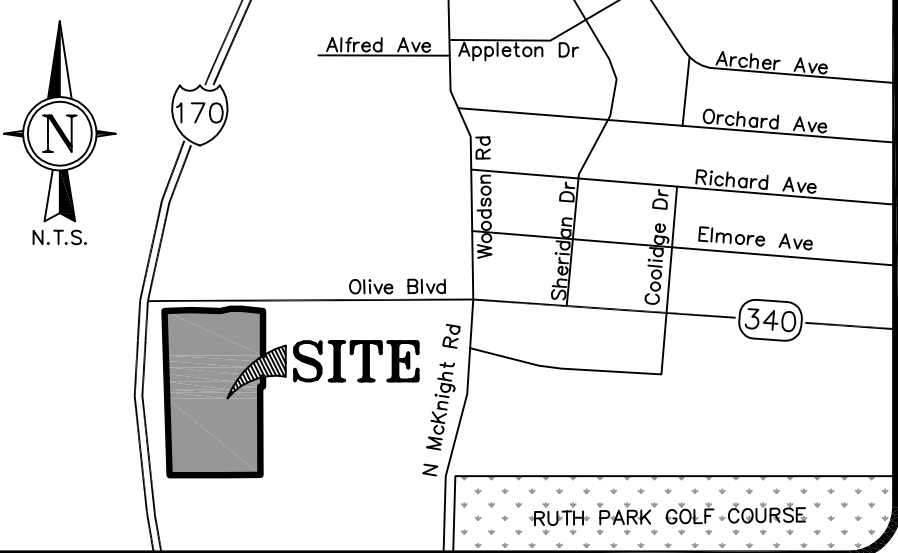 Alfred Ave
Appleton Dr
Archer Ave
170
N
Orchard Ave
Woodson Rd
Richard Ave
Sheridan Dr
Coolidge Dr
N.T.S.
Elmore Ave
Olive Blvd
340
SITE
N McKnight Rd
RUTH PARK GOLF COURSE